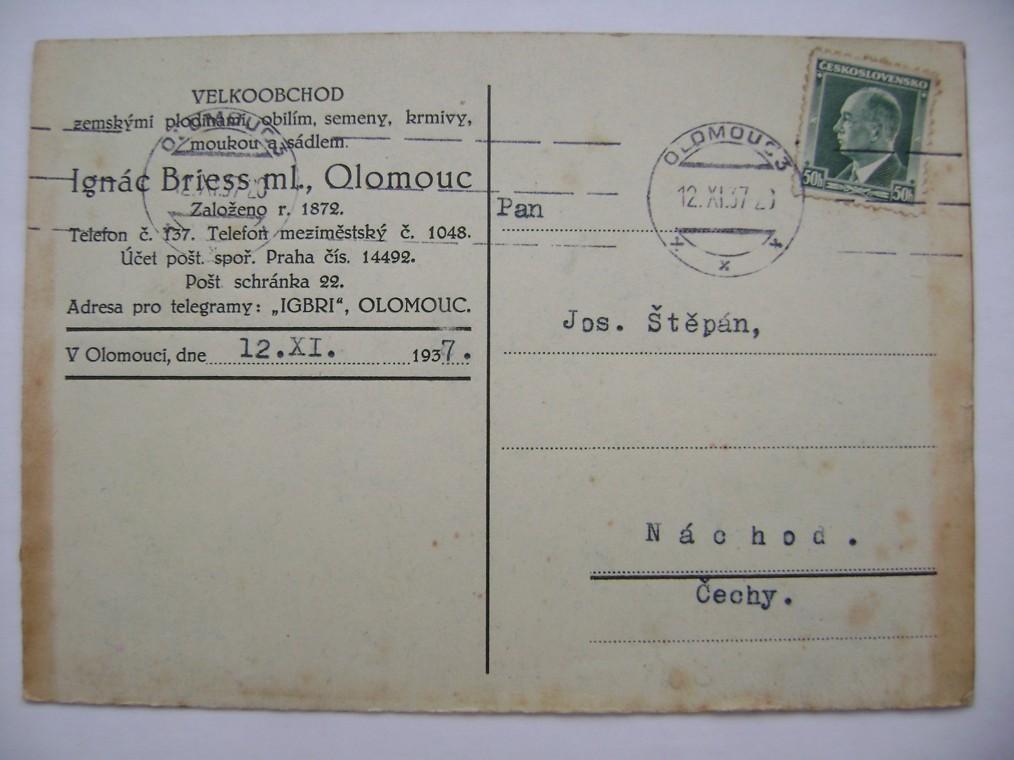 VELKOOBCHOD
zemskými plodinami, obilím, semeny, krmivy,
moukou a sádlem.
Ignác Briess ml., Olomouc
Založeno r. 1872.
Telefon č. 137. Telefon meziměstský č. 1048.
Účet pošt. spoř. Praha čís. 14492.
Pošt schránka 22.
Adresa pro telegramy: „IGBRI“, OLOMOUC.
V Olomouci, dne 12.XI. 1937.
OLOMOUC
ČESKOSLOVENSKO
50h 50h
OLOMOUC 3
12. XI. 37
Pan
Jos. Štěpán,
Náchod.
Čechy.